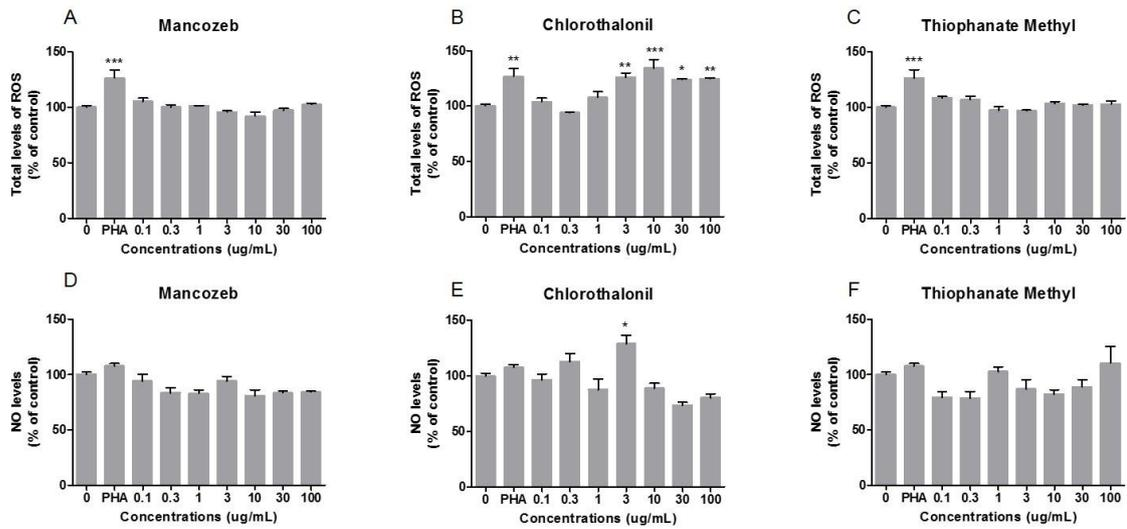 A
Mancozeb
Total levels of ROS
(% of control)
150
100
50
0
***
0 PHA 0.1 0.3 1 3 10 30 100
Concentrations (ug/mL)
B
Chlorothalonil
Total levels of ROS
(% of control)
150
100
50
0
** ** *** * **
0 PHA 0.1 0.3 1 3 10 30 100
Concentrations (ug/mL)
C
Thiophanate Methyl
Total levels of ROS
(% of control)
150
100
50
0
***
0 PHA 0.1 0.3 1 3 10 30 100
Concentrations (ug/mL)
D
Mancozeb
NO levels
(% of control)
150
100
50
0
0 PHA 0.1 0.3 1 3 10 30 100
Concentrations (ug/mL)
E
Chlorothalonil
NO levels
(% of control)
150
100
50
0
*
0 PHA 0.1 0.3 1 3 10 30 100
Concentrations (ug/mL)
F
Thiophanate Methyl
NO levels
(% of control)
150
100
50
0
0 PHA 0.1 0.3 1 3 10 30 100
Concentrations (ug/mL)